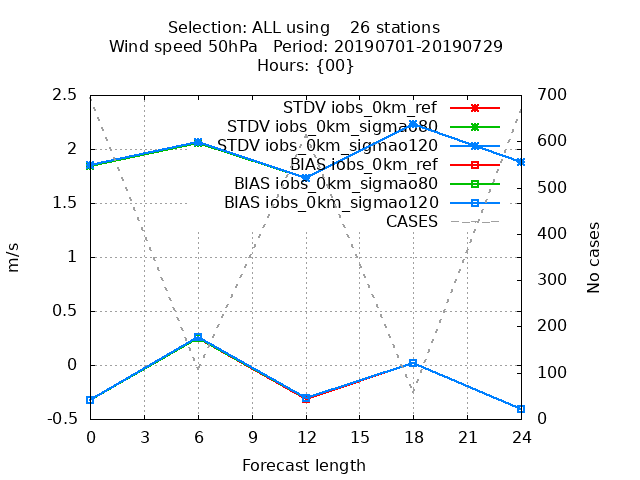 Selection: ALL using    26 stations
Wind speed 50hPa   Period: 20190701-20190729
Hours: {00}
STDV iobs_0km_ref
STDV iobs_0km_sigmao80
STDV iobs_0km_sigmao120
BIAS iobs_0km_ref
BIAS iobs_0km_sigmao80
BIAS iobs_0km_sigmao120
CASES
2.5
2
1.5
1
0.5
0
-0.5
m/s
700
600
500
400
300
200
100
0
No cases
0 3 6 9 12 15 18 21 24
Forecast length